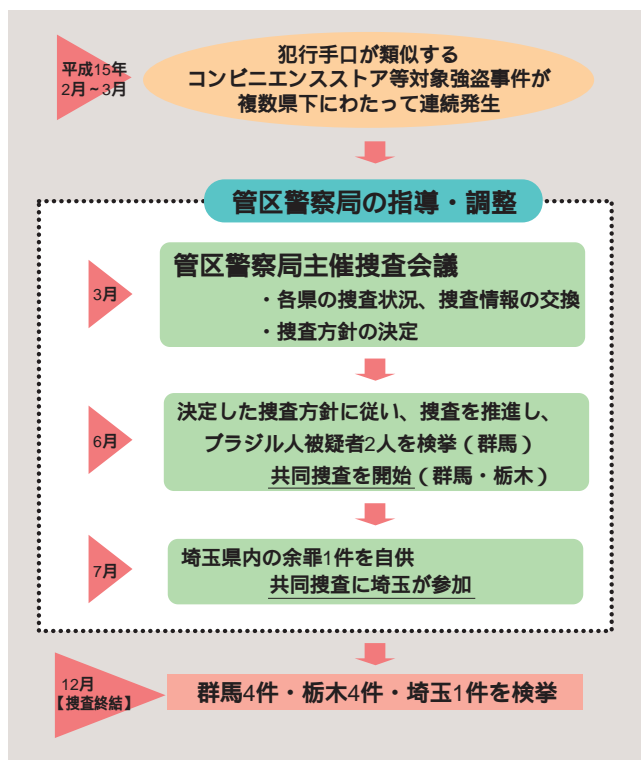 平成15年
2月~3月
犯行手口が類似する
コンビニエンスストア等対象強盗事件が
複数県下にわたって連続発生
管区警察局の指導・調整
3月
管区警察局主催捜査会議
・各県の捜査状況、捜査情報の交換
・捜査方針の決定
6月
決定した捜査方針に従い、捜査を推進し、
ブラジル人被疑者2人を検挙(群馬)
共同捜査を開始(群馬・栃木)
7月
埼玉県内の余罪1件を自供
共同捜査に埼玉が参加
12月
【捜査終結】
群馬4件・栃木4件・埼玉1件を検挙